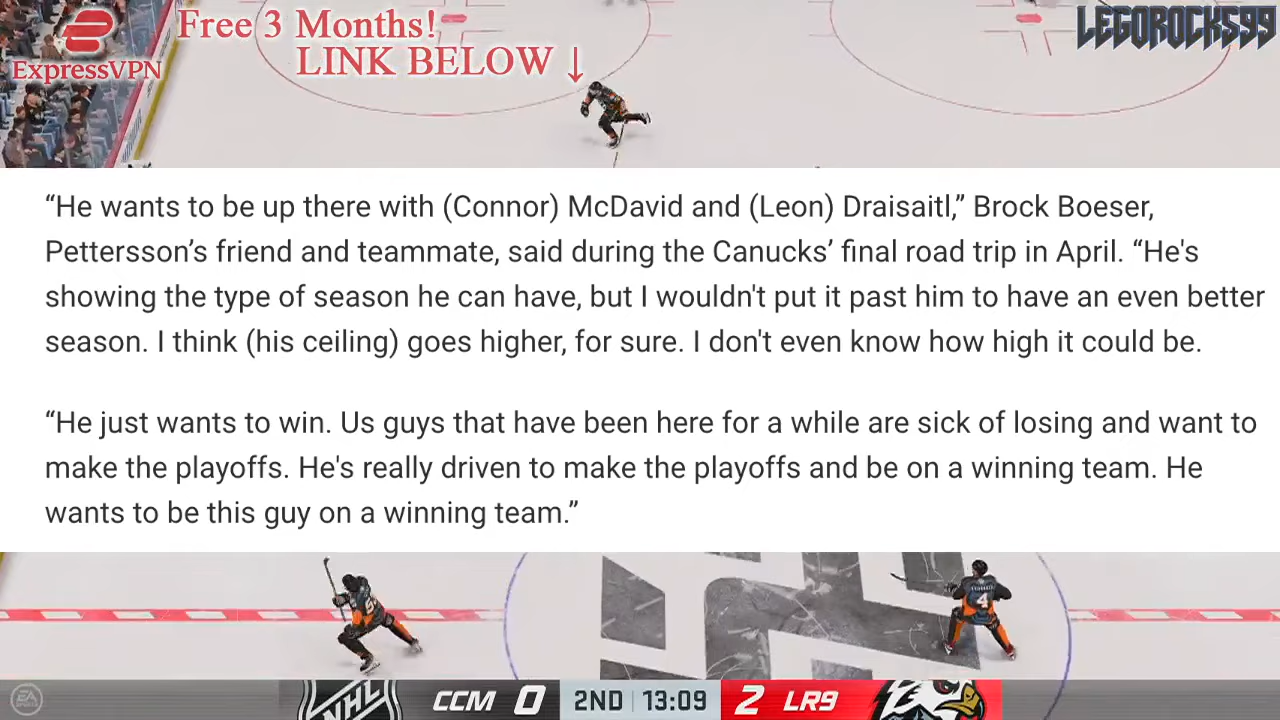 Free 3 Months!
LINK BELOW ↓
ExpressVPN
LEGOROCKS99
“He wants to be up there with (Connor) McDavid and (Leon) Draisaitl,” Brock Boeser,
Pettersson’s friend and teammate, said during the Canucks’ final road trip in April. “He's
showing the type of season he can have, but I wouldn't put it past him to have an even better
season. I think (his ceiling) goes higher, for sure. I don't even know how high it could be.
“He just wants to win. Us guys that have been here for a while are sick of losing and want to
make the playoffs. He's really driven to make the playoffs and be on a winning team. He
wants to be this guy on a winning team.”
4
EA
SPORTS
NHL
CCM 0 2ND 13:09 2 LR9